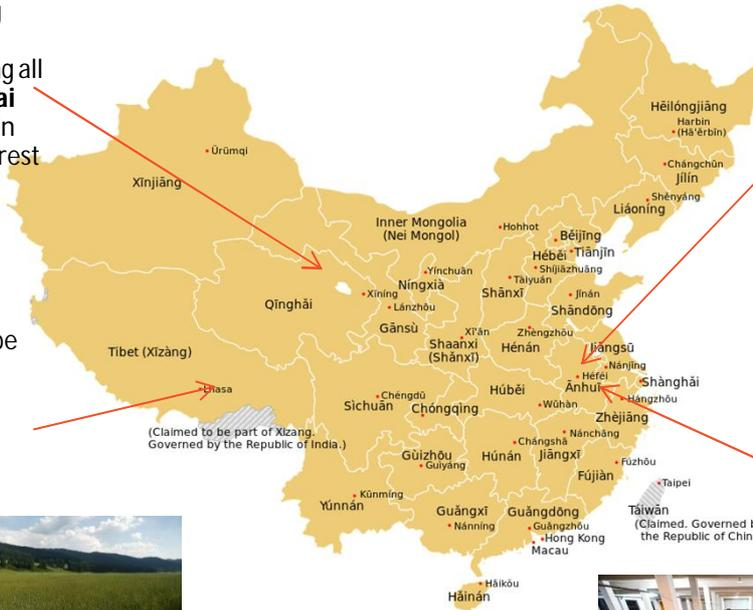 g all
ai
n
rest
Hēilóngjiāng
Harbin
(Hā'ěrbīn)
Chángchūn
Jílín
Shěnyáng
Liáoníng
Ürümqi
Xīnjiāng
Inner Mongolia
(Nei Mongol)
Hohhot
Běijīng
Tiānjīn
Héběi
Shíjiāzhuāng
Yínchuān
Níngxià
Tàiyuán
Shānxī
Jǐnán
Shāndōng
Qīnghǎi
Xīníng
Lánzhōu
Gānsù
Xī'ān
Shaanxi
(Shǎnxī)
Zhèngzhōu
Hénán
Jiāngsū
Nánjīng
Tibet (Xīzàng)
Lhasa
Héféi
Ānhuī
Shànghǎi
Hángzhōu
Húběi
Wǔhàn
Zhèjiāng
Chéngdū
Sìchuān
Chóngqìng
(Claimed to be part of Xizang.
Governed by the Republic of India.)
Chángshā
Húnán
Nánchāng
Jiāngxī
Gùizhōu
Guìyáng
Fúzhōu
Fújiàn
Kūnmíng
Yúnnán
Guǎngxī
Nánníng
Guǎngdōng
Guǎngzhōu
Hong Kong
Macau
Taipei
Táiwān
(Claimed. Governed
the Republic of Chin
Hǎikǒu
Hǎinán